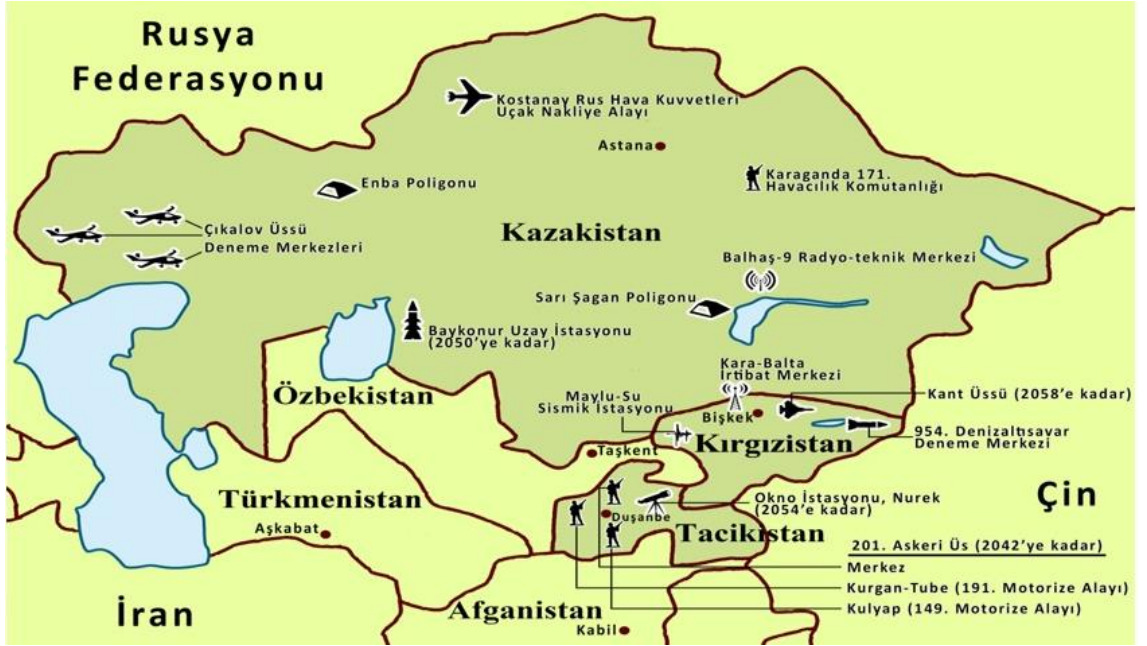 Rusya
Federasyonu
Kostanay Rus Hava Kuvvetleri
Uçak Nakliye Alayı
Astana
Karaganda 171.
Havacılık Komutanlığı
Enba Poligonu
Çıkalov Üssü
Deneme Merkezleri
Kazakistan
Balhaş-9 Radyo-teknik Merkezi
Sarı Şagan Poligonu
Baykonur Uzay İstasyonu
(2050'ye kadar)
Özbekistan
Kara-Balta
İrtibat Merkezi
Kant Üssü (2058'e kadar)
Maylu-Su
Sismik İstasyonu
Bişkek
Kırgızistan
954. Denizaltısavar
Deneme Merkezi
Taşkent
Türkmenistan
Aşkabat
Okno İstasyonu, Nurek
(2054'e kadar)
Çin
Duşanbe
Tacikistan
201. Askeri Üs (2042'ye kadar)
Merkez
Kurgan-Tube (191. Motorize Alayı)
Kulyap (149. Motorize Alayı)
İran
Afganistan
Kabil